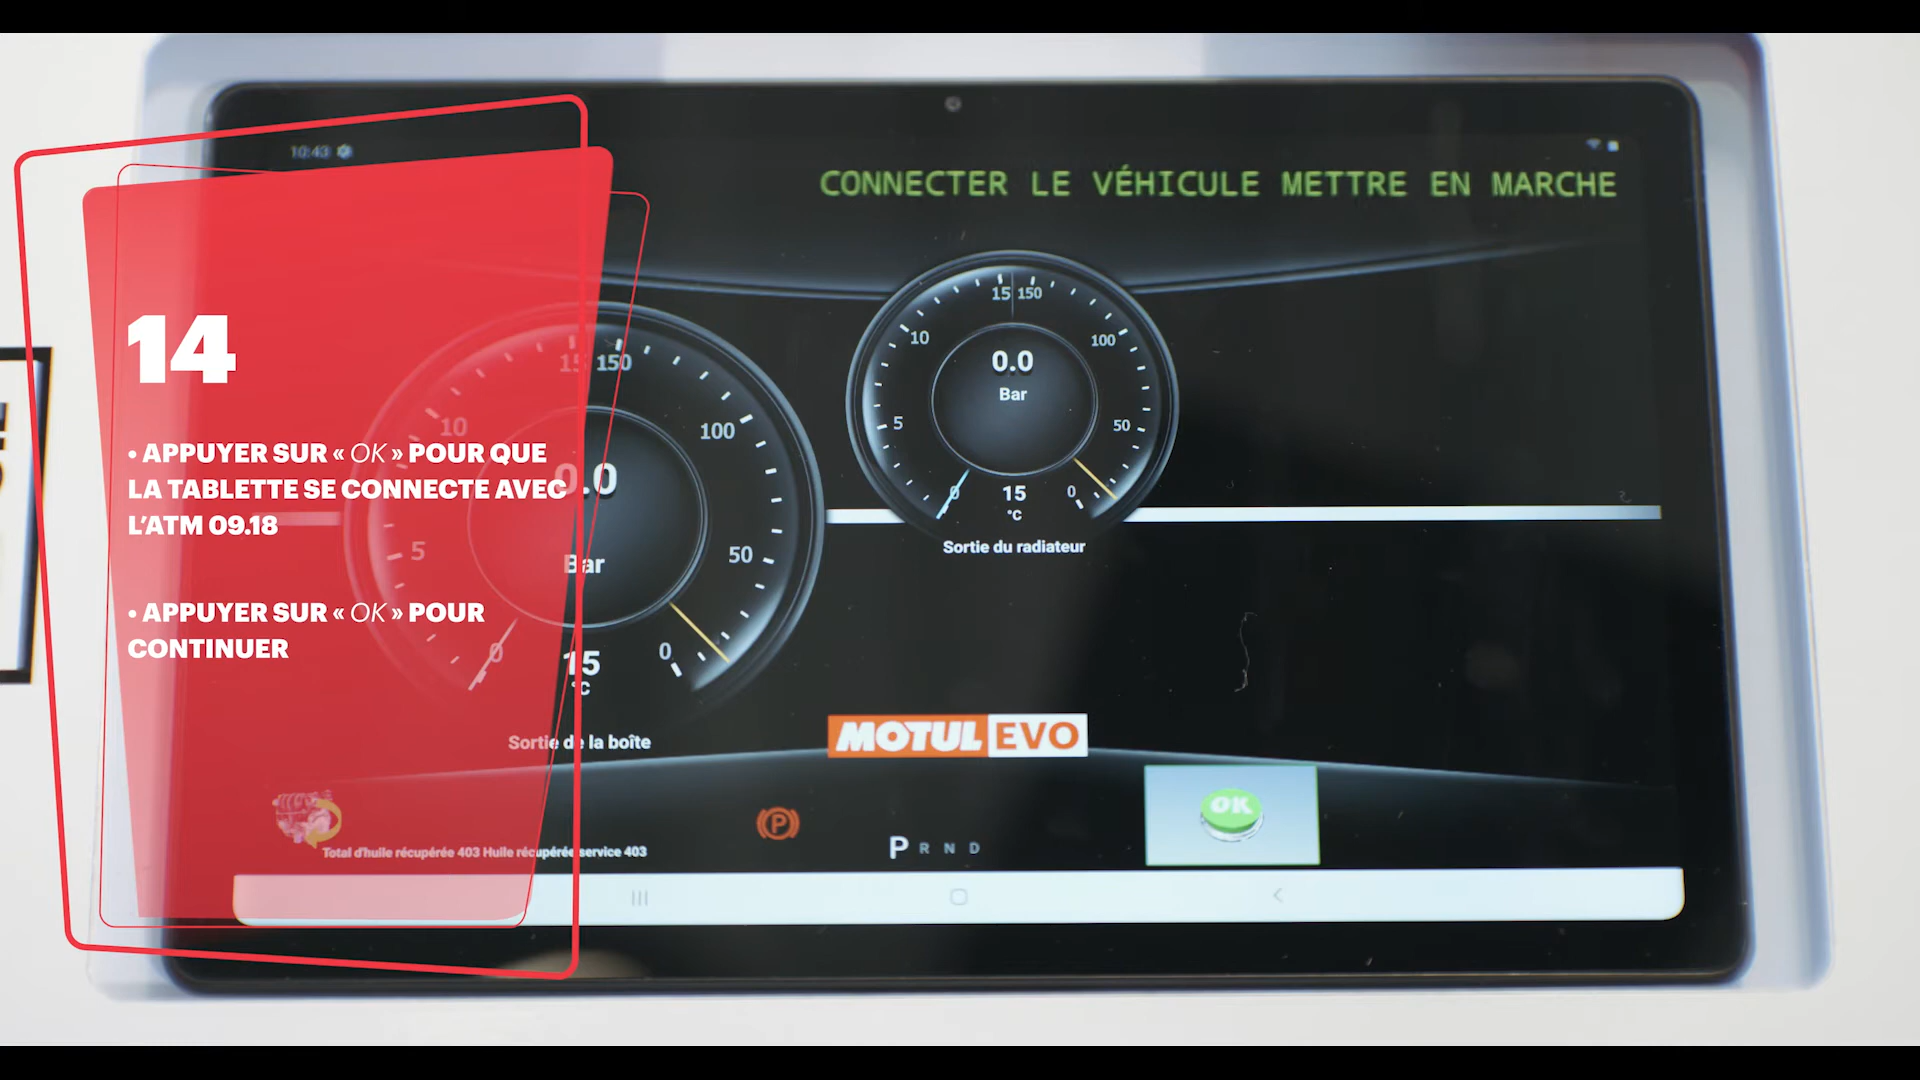 10:43
CONNECTER LE VÉHICULE METTRE EN MARCHE
14
• APPUYER SUR « OK » POUR QUE
LA TABLETTE SE CONNECTE AVEC
L’ATM 09.18
• APPUYER SUR « OK » POUR
CONTINUER
15 150
10 100
5 50
0.0
Bar
0 0
15
°C
Sortie de la boîte
15 150
10 100
0.0
Bar
5 50
0 0
15
°C
Sortie du radiateur
MOTUL EVO
OK
P
P R N D
Total d'huile récupérée 403 Huile récupérée service 403